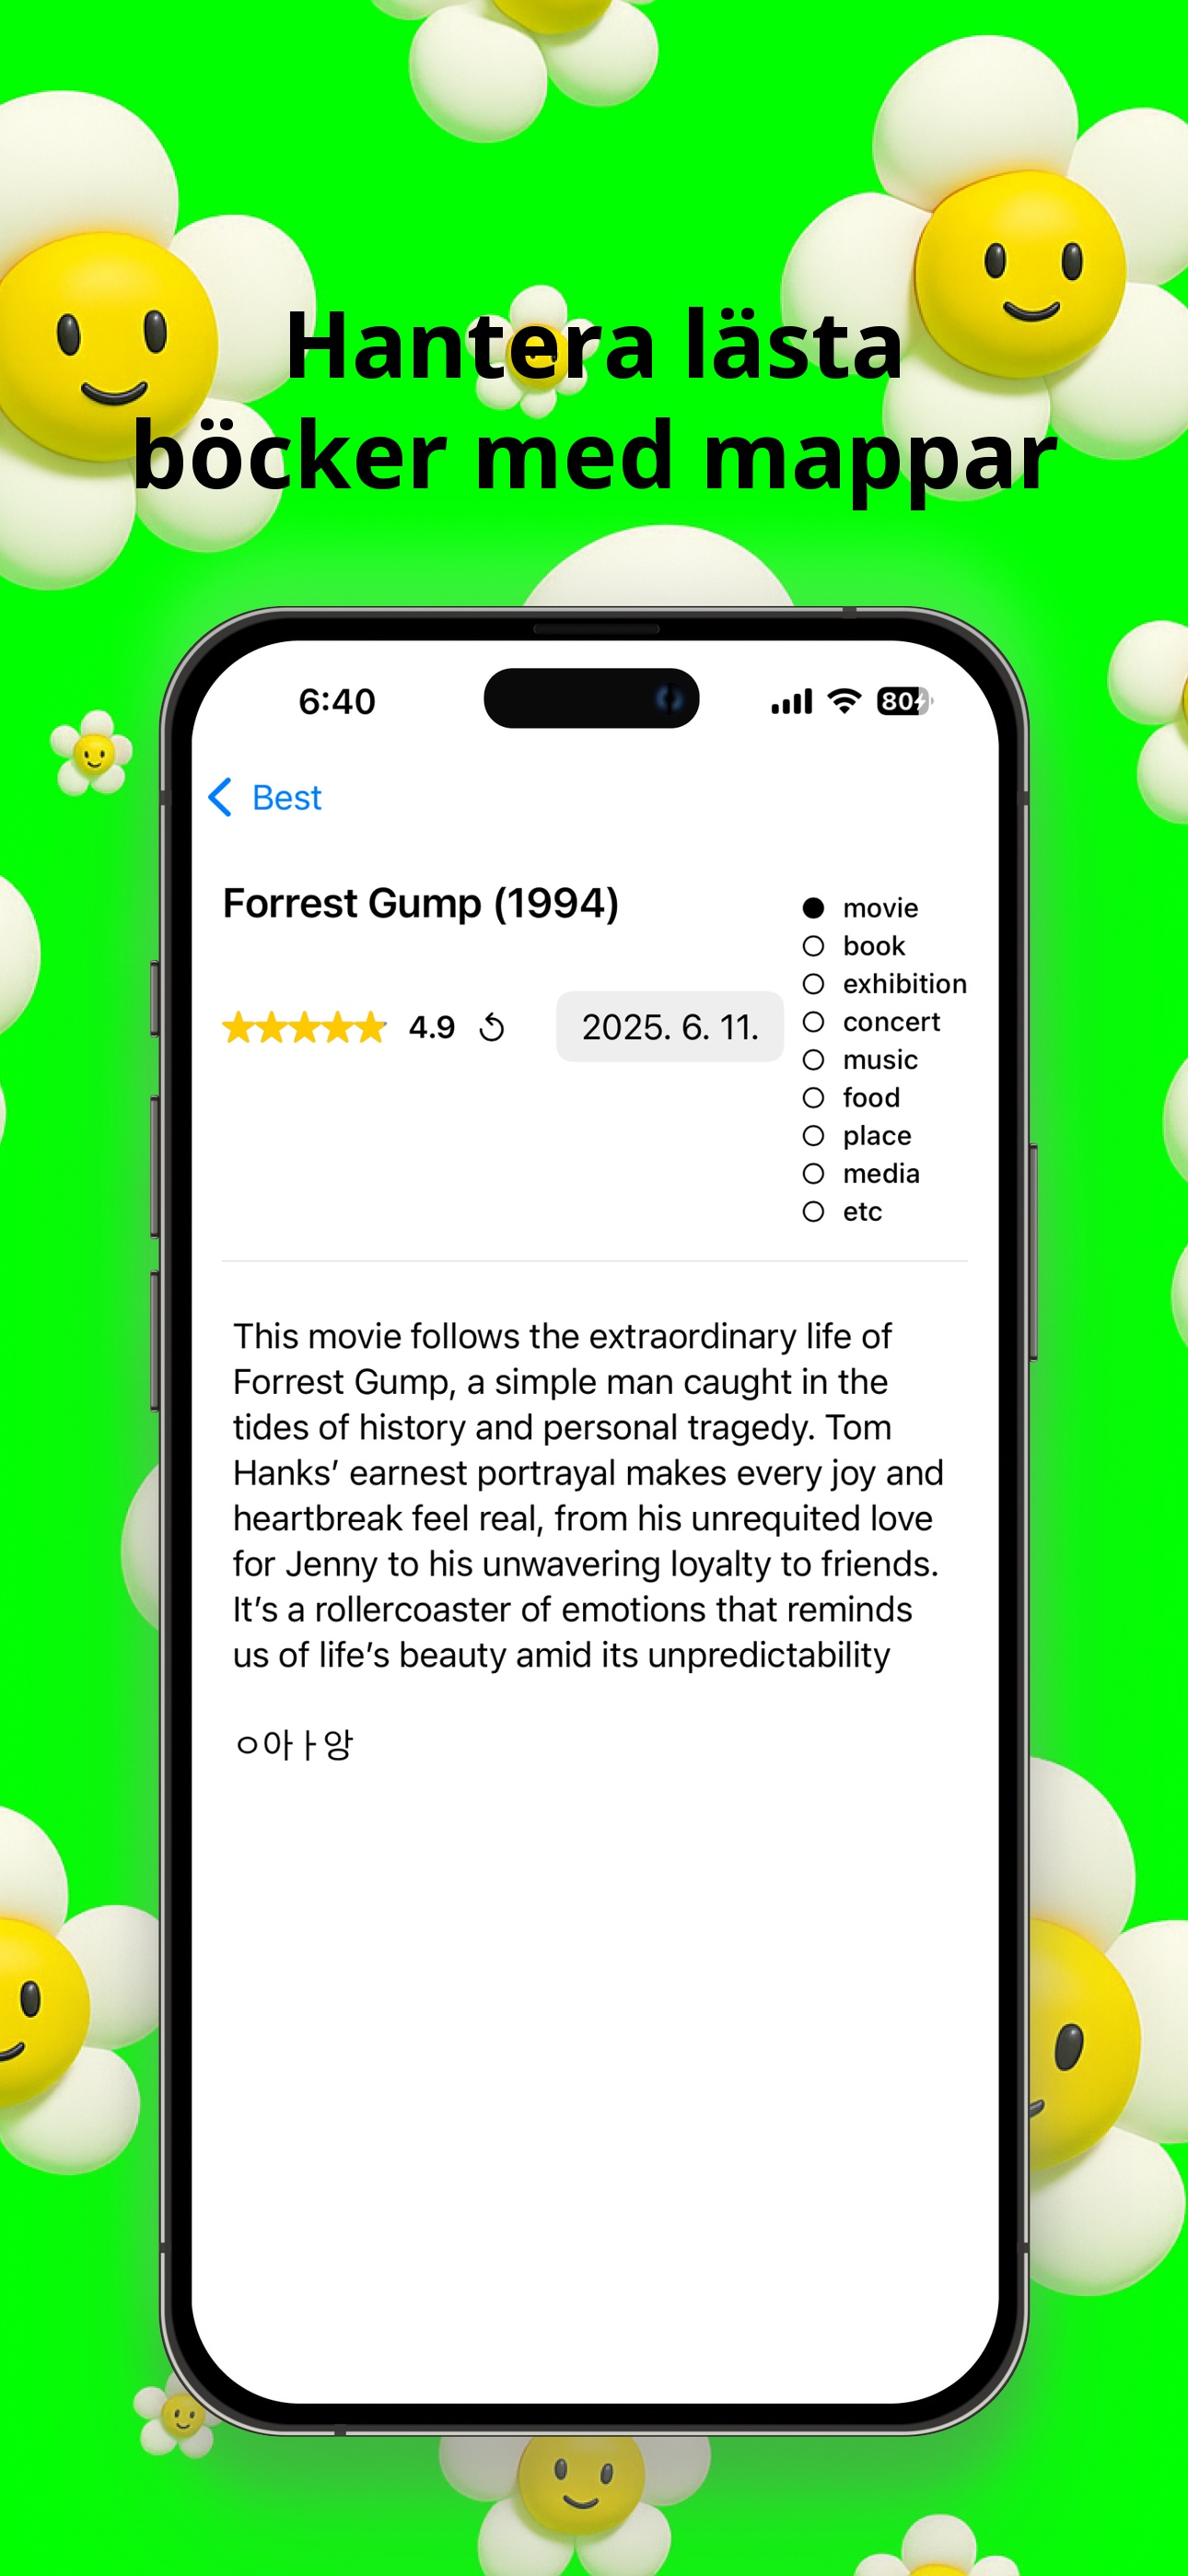 Hantera lästa
böcker med mappar
6:40
80
Best
Forrest Gump (1994)
movie
book
exhibition
4.9
2025. 6. 11.
concert
music
food
place
media
etc
This movie follows the extraordinary life of
Forrest Gump, a simple man caught in the
tides of history and personal tragedy. Tom
Hanks’ earnest portrayal makes every joy and
heartbreak feel real, from his unrequited love
for Jenny to his unwavering loyalty to friends.
It’s a rollercoaster of emotions that reminds
us of life’s beauty amid its unpredictability
ㅇ아ㅏ앙